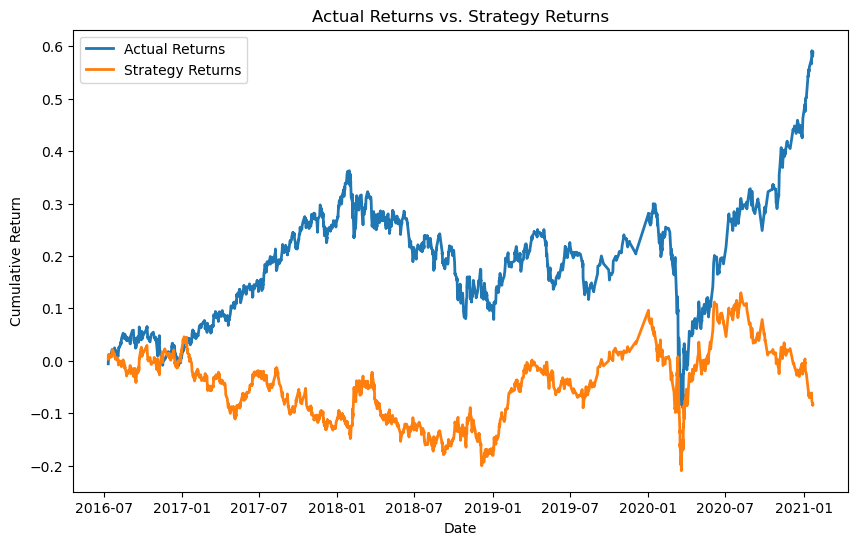 Actual Returns vs. Strategy Returns
Actual Returns
Strategy Returns
Cumulative Return
0.6
0.5
0.4
0.3
0.2
0.1
0.0
−0.1
−0.2
2016-07 2017-01 2017-07 2018-01 2018-07 2019-01 2019-07 2020-01 2020-07 2021-01
Date